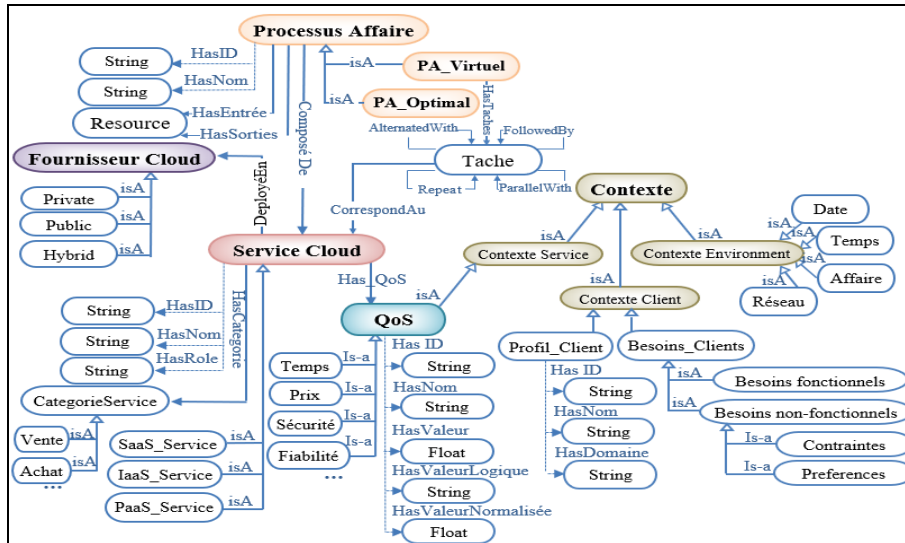 Processus Affaire
HasID
String
isA
PA_Virtuel
HasNom
String
isA
PA_Optimal
HasTaches
HasEntrée
Resource
Composé De
HasSorties
AlternatedWith
FollowedBy
Tache
Repeat
ParallelWith
Fournisseur Cloud
DeployéEn
CorrespondAu
Private
isA
Public
isA
Hybrid
isA
Contexte
Date
isA
isA
Temps
isA
Contexte Service
isA
Contexte Environment
isA
Affaire
isA
Réseau
Contexte Client
Service Cloud
Has_QoS
isA
QoS
HasID
String
HasNom
String
HasRole
String
HasCategorie
CategorieService
Vente
isA
Achat
isA
...
SaaS_Service
isA
IaaS_Service
isA
PaaS_Service
isA
Temps
Is-a
Prix
Is-a
Sécurité
Is-a
Fiabilité
Is-a
...
Has ID
String
HasNom
String
HasValeur
Float
HasValeurLogique
String
HasValeurNormalisée
Float
Profil_Client
Besoins_Clients
Has ID
String
HasNom
String
HasDomaine
String
isA
Besoins fonctionnels
isA
Besoins non-fonctionnels
Is-a
Contraintes
Is-a
Preferences